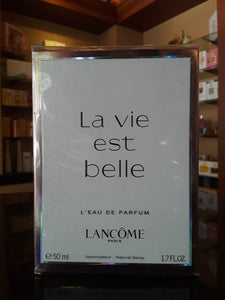 La vie
est
belle
L'EAU DE PARFUM
LANCÔME
PARIS
Vaporisateur - Natural Spray
℮ 50 ml 1.7 FL.OZ.